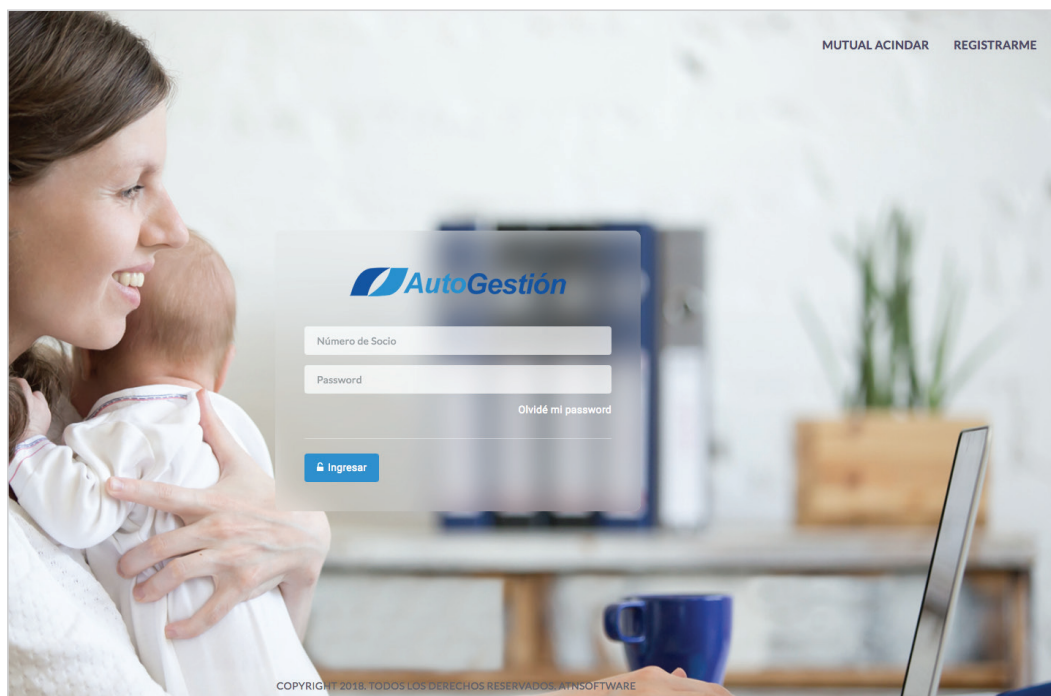 MUTUAL ACINDAR REGISTRARME
AutoGestión
Número de Socio
Password
Olvidé mi password
Ingresar
COPYRIGHT 2018. TODOS LOS DERECHOS RESERVADOS. ATNSOFTWARE